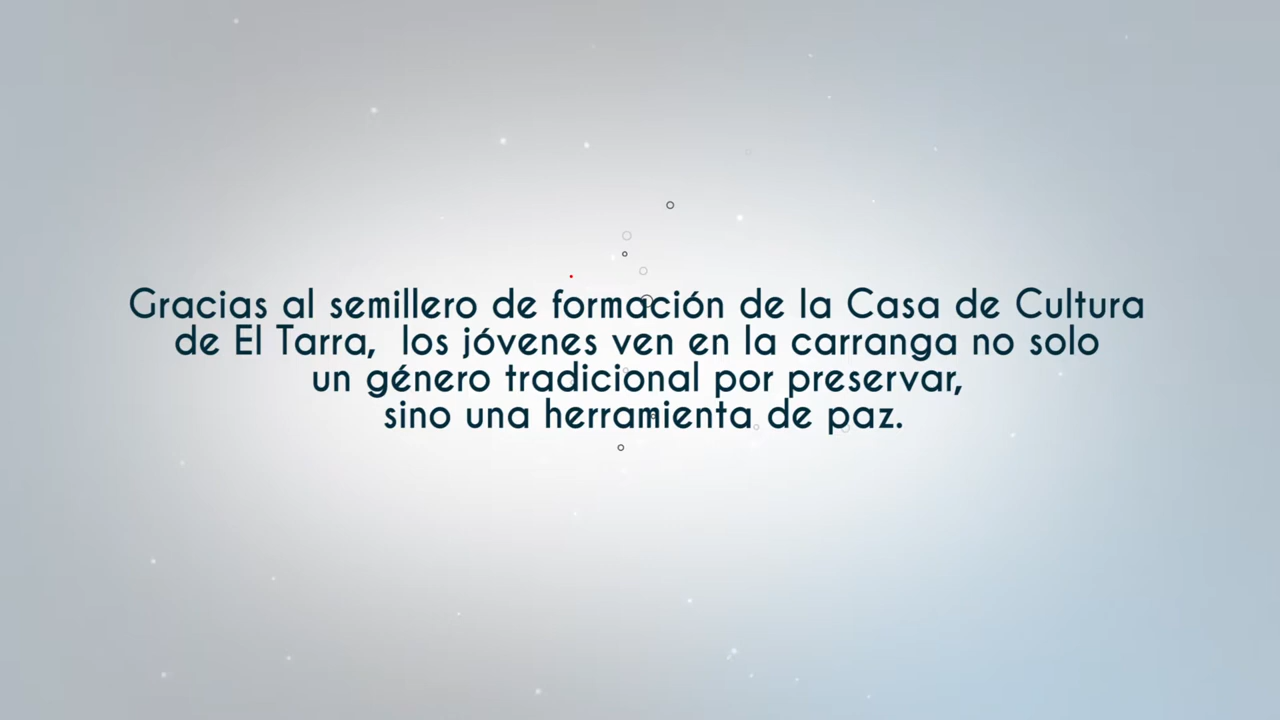 Gracias al semillero de formación de la Casa de Cultura
de El Tarra, los jóvenes ven en la carranga no solo
un género tradicional por preservar,
sino una herramienta de paz.